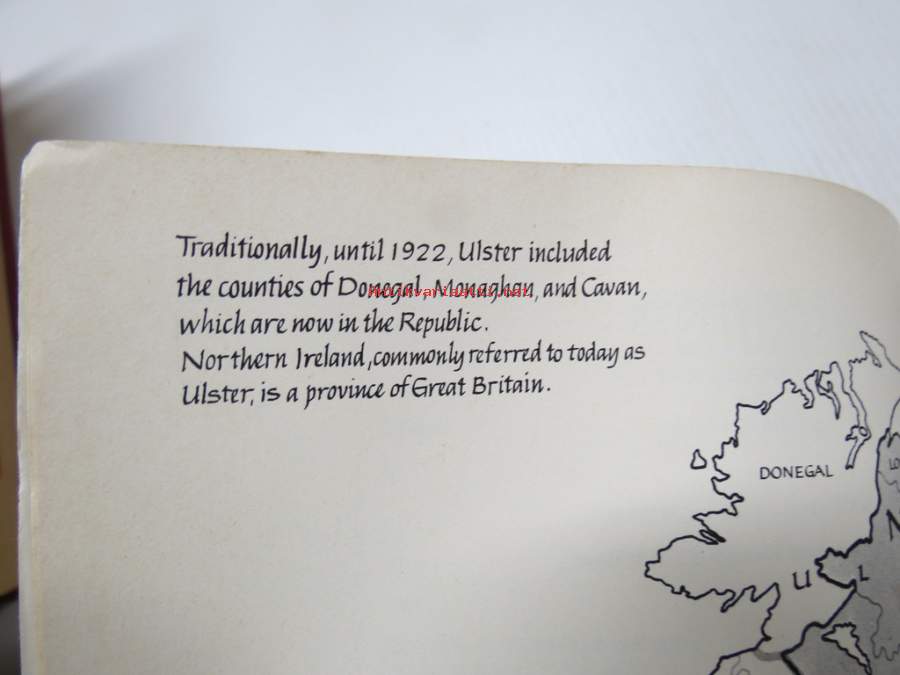 Traditionally, until 1922, Ulster included
the counties of Donegal, Monaghan, and Cavan,
which are now in the Republic.
Northern Ireland, commonly referred to today as
Ulster, is a province of Great Britain.
DONEGAL
LO
N
U L